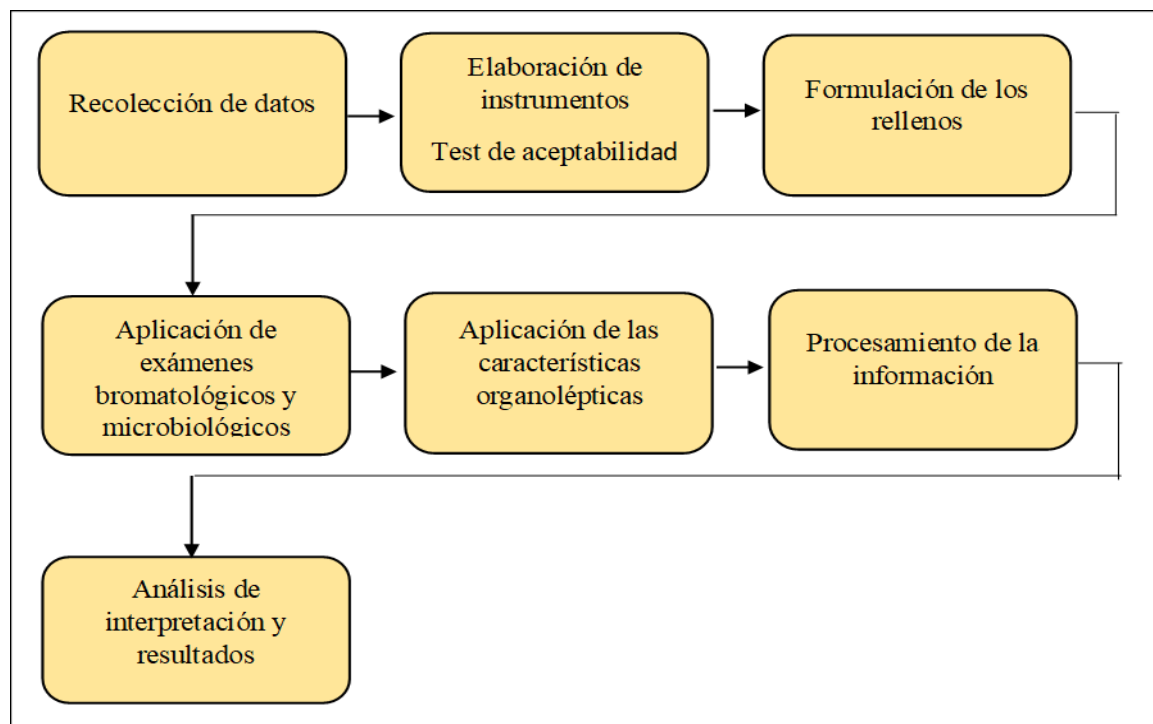 Recolección de datos
Elaboración de
instrumentos
Test de aceptabilidad
Formulación de los
rellenos
Aplicación de
exámenes
bromatológicos y
microbiológicos
Aplicación de las
características
organolépticas
Procesamiento de la
información
Análisis de
interpretación y
resultados